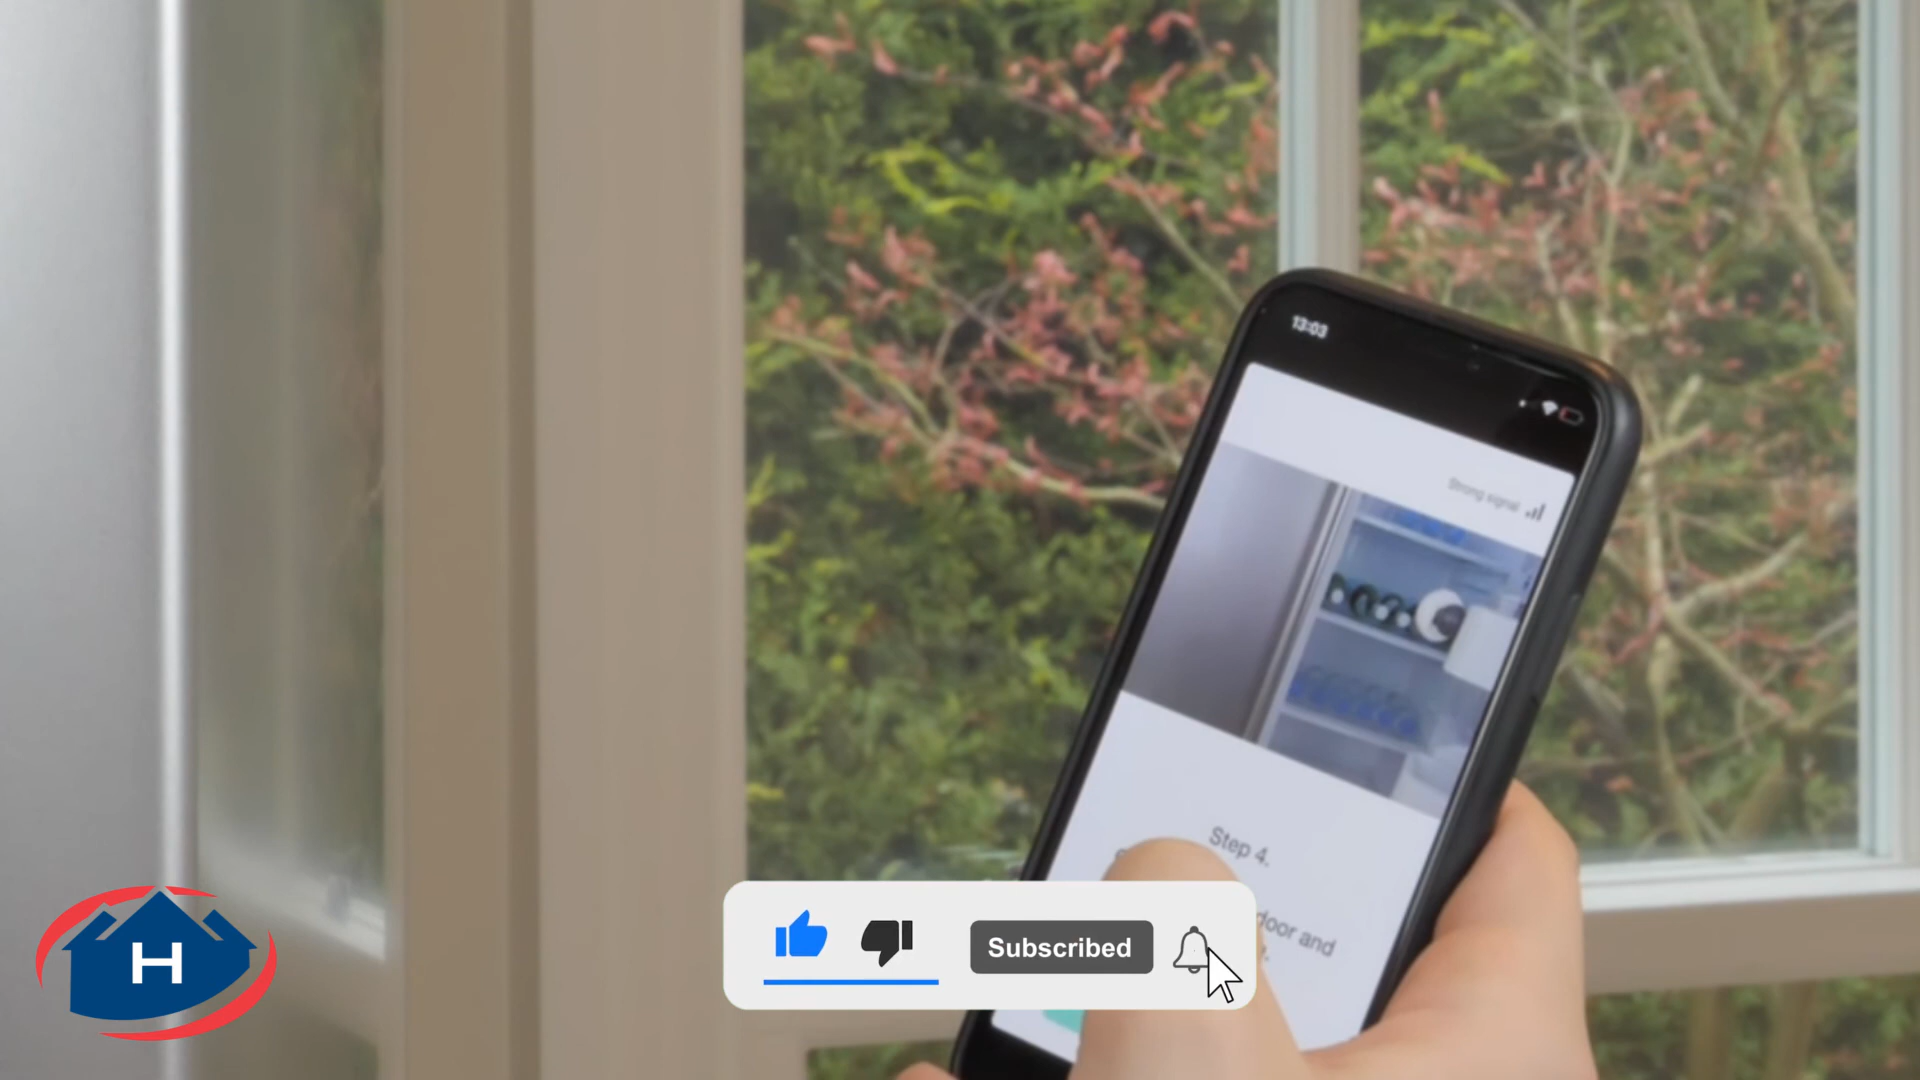 13:03
Strong signal
Step 4.
door and
Subscribed
H